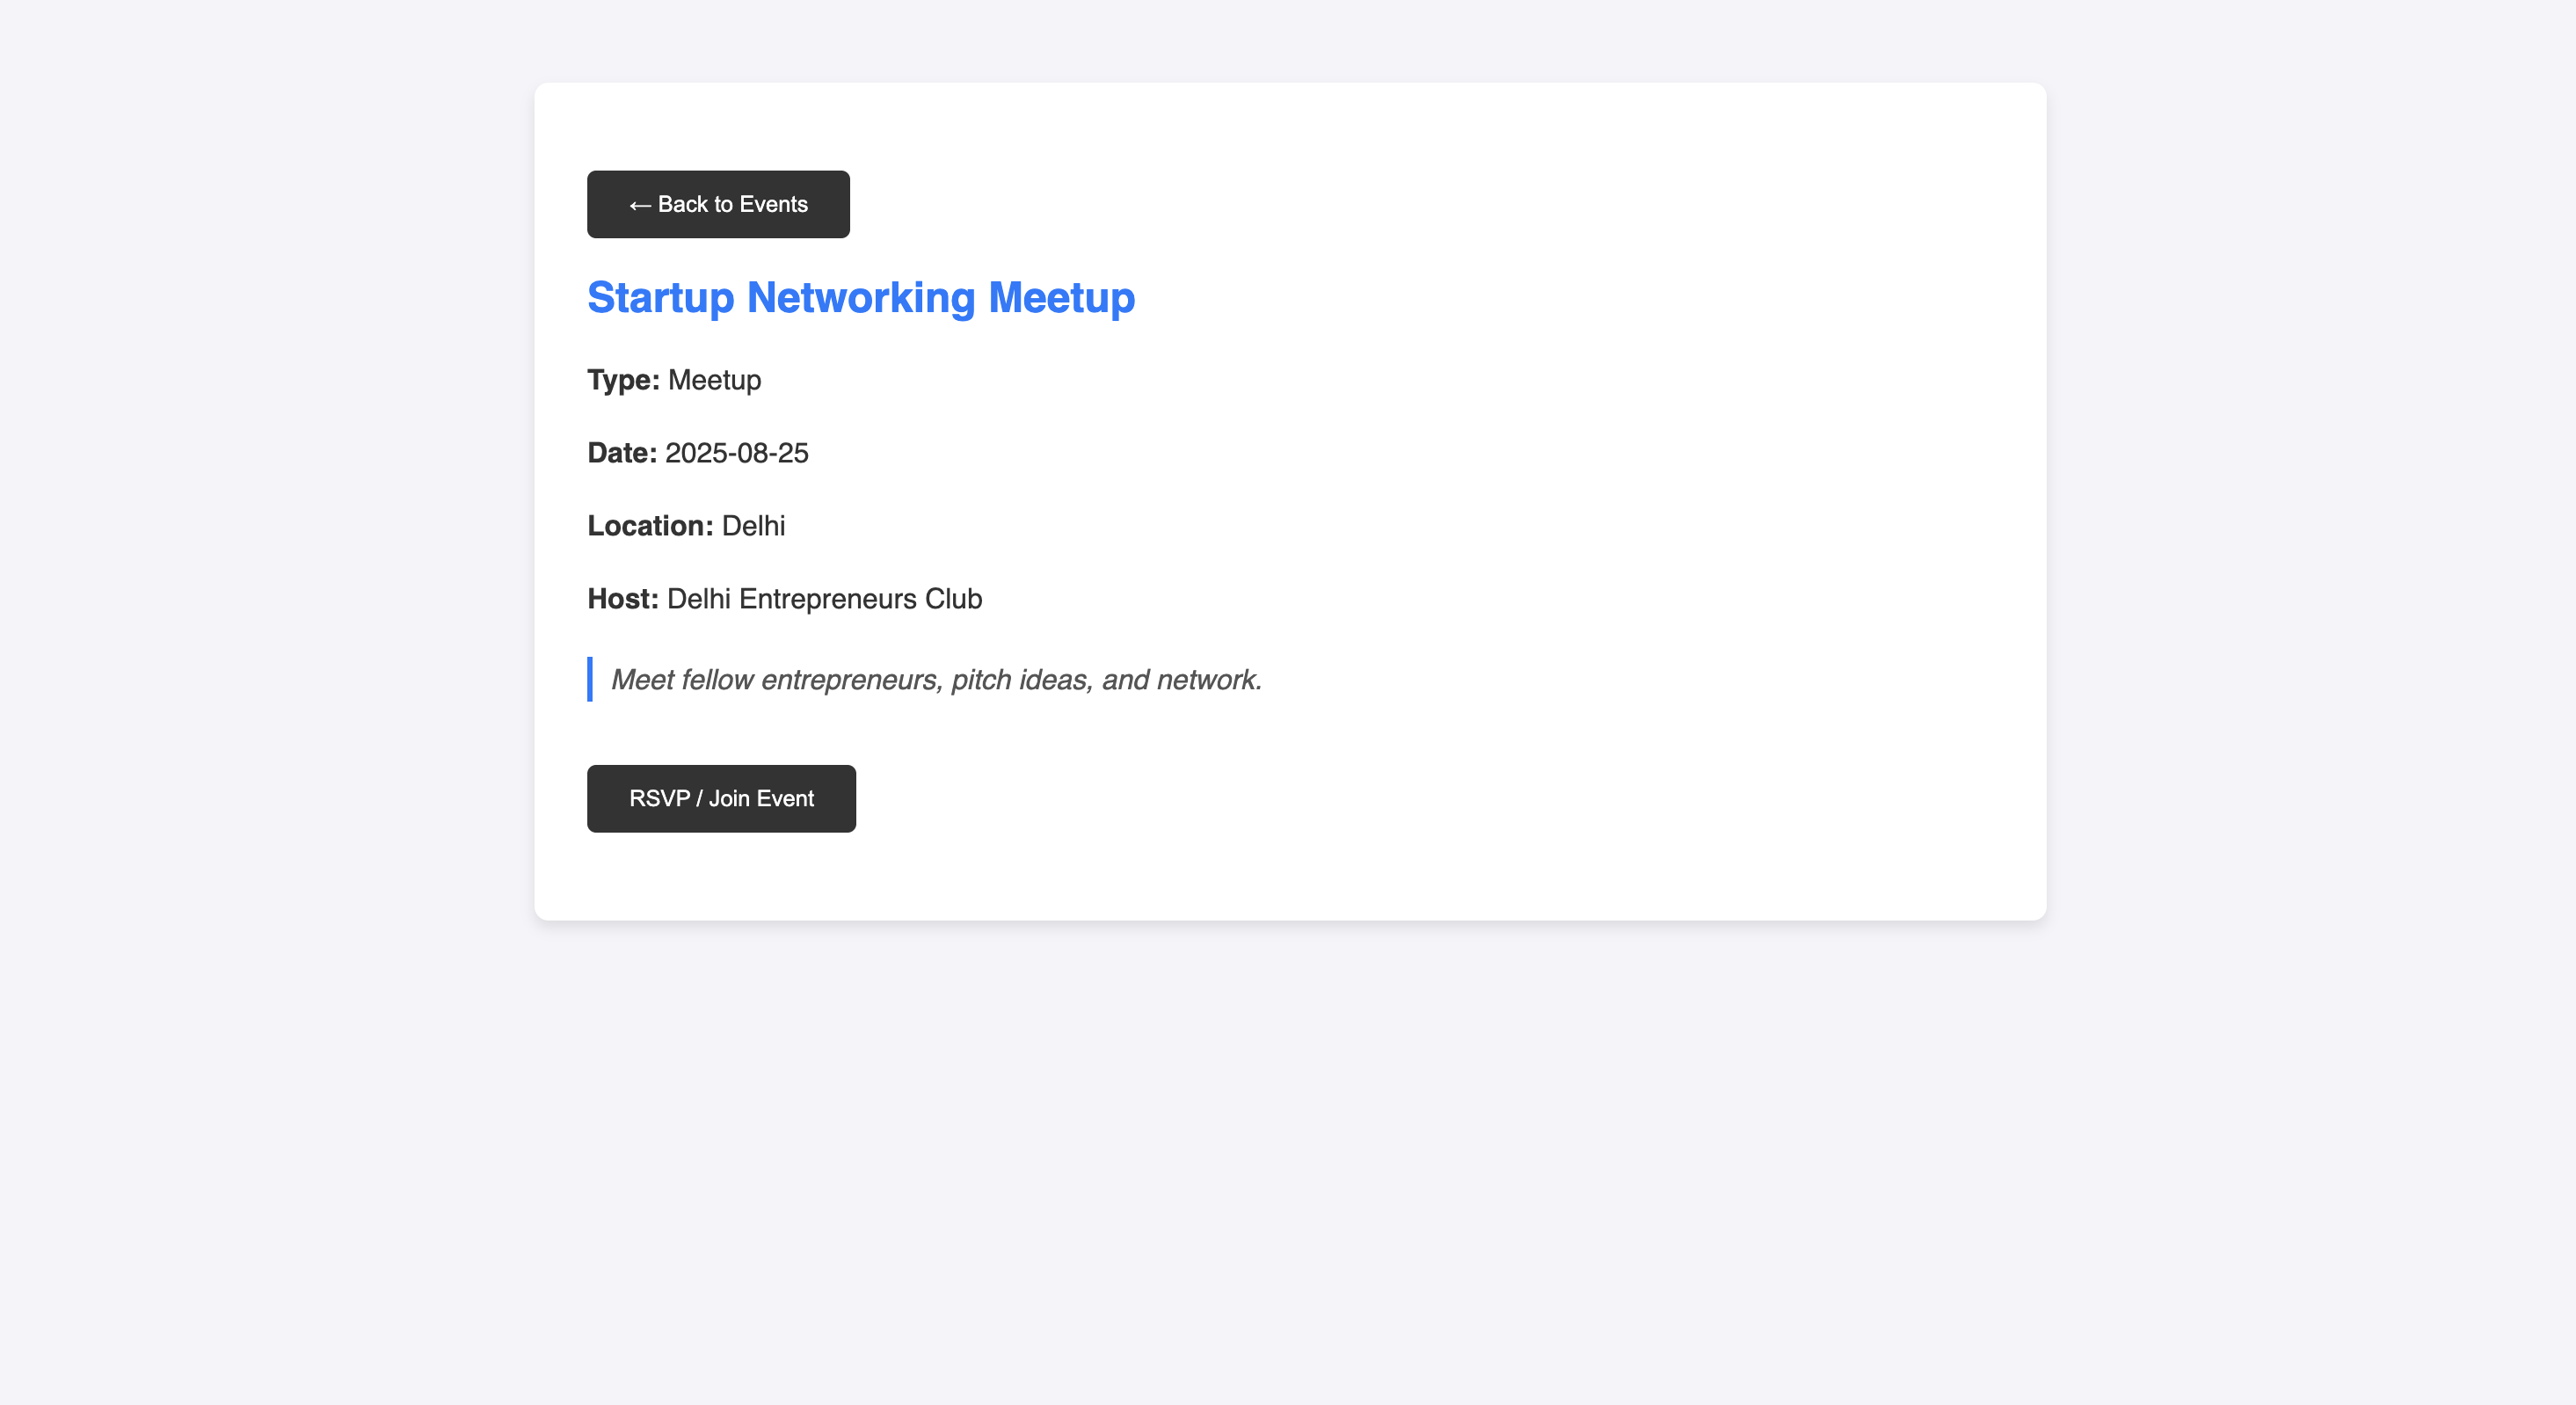 ← Back to Events
Startup Networking Meetup
Type: Meetup
Date: 2025-08-25
Location: Delhi
Host: Delhi Entrepreneurs Club
Meet fellow entrepreneurs, pitch ideas, and network.
RSVP / Join Event